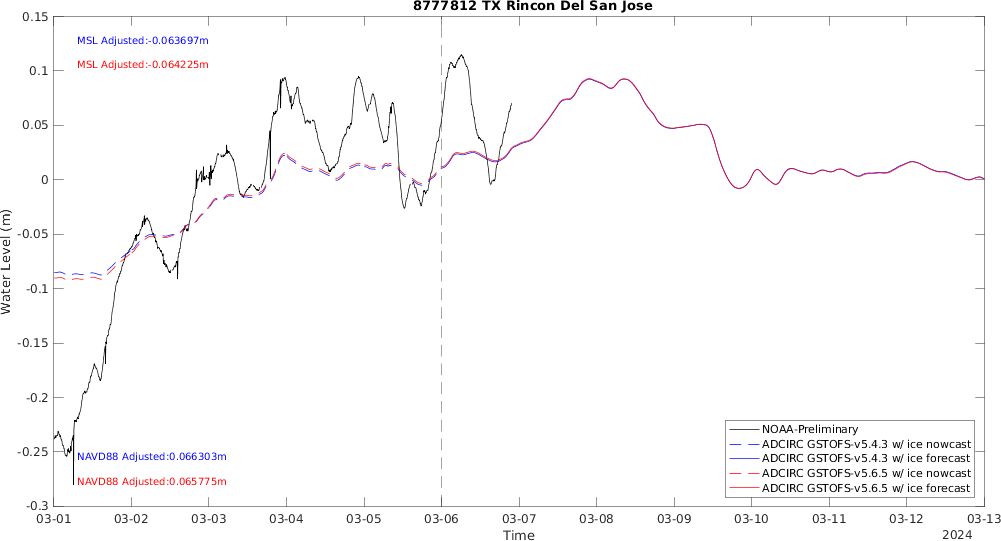 8777812 TX Rincon Del San Jose
0.15
0.1
0.05
0
-0.05
-0.1
-0.15
-0.2
-0.25
-0.3
Water Level (m)
MSL Adjusted:-0.063697m
MSL Adjusted:-0.064225m
NAVD88 Adjusted:0.066303m
NAVD88 Adjusted:0.065775m
NOAA-Preliminary
ADCIRC GSTOFS-v5.4.3 w/ ice nowcast
ADCIRC GSTOFS-v5.4.3 w/ ice forecast
ADCIRC GSTOFS-v5.6.5 w/ ice nowcast
ADCIRC GSTOFS-v5.6.5 w/ ice forecast
03-01 03-02 03-03 03-04 03-05 03-06 03-07 03-08 03-09 03-10 03-11 03-12 03-13
Time
2024